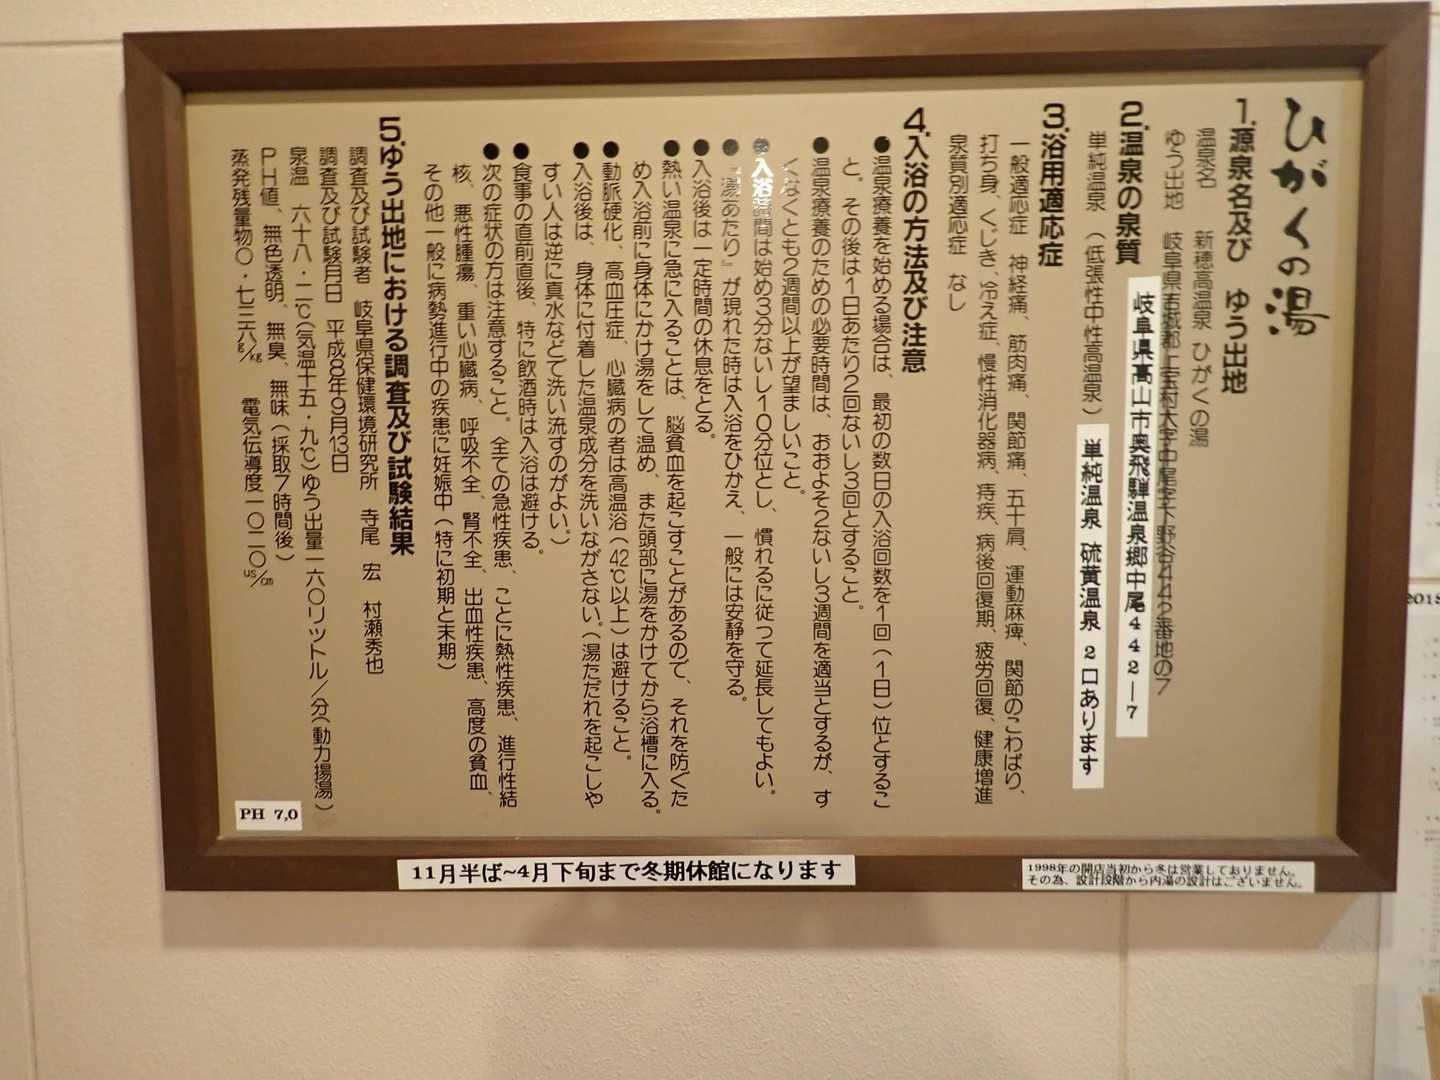 ひがくの湯
1.源泉名及び　ゆう出地
温泉名　新穂高温泉　ひがくの湯
ゆう出地　岐阜県吉城郡上宝村大字中尾字下野谷442番地の7
岐阜県高山市奥飛騨温泉郷中尾442ー7
2.温泉の泉質
単純温泉　（低張性中性高温泉）
単純温泉　硫黄温泉　2口あります
3.浴用適応症
一般適応症　神経痛、筋肉痛、関節痛、五十肩、運動麻痺、関節のこわばり、
打ち身、くじき、冷え症、慢性消化器病、痔疾、病後回復期、疲労回復、健康増進
泉質別適応症　なし
4.入浴の方法及び注意
●温泉療養を始める場合は、最初の数日の入浴回数を1回（1日）位とするこ
と。その後は1日あたり2回ないし3回とすること。
●温泉療養のための必要時間は、おおよそ2ないし3週間を適当とするが、す
くなくとも2週間以上が望ましいこと。
●入浴時間は始め3分ないし10分位とし、慣れるに従つて延長してもよい。
●『湯あたり』が現れた時は入浴をひかえ、一般には安静を守る。
●入浴後は一定時間の休息をとる。
●熱い温泉に急に入ることは、脳貧血を起こすことがあるので、それを防ぐた
め入浴前に身体にかけ湯をして温め、また頭部に湯をかけてから浴槽に入る。
●動脈硬化、高血圧症、心臓病の者は高温浴（42℃以上）は避けること。
●入浴後は、身体に付着した温泉成分を洗いながさない。（湯ただれを起こしや
すい人は逆に真水などで洗い流すのがよい。）
●食事の直前直後、特に飲酒時は入浴は避ける。
●次の症状の方は注意すること。全ての急性疾患、ことに熱性疾患、進行性結
核、悪性腫瘍、重い心臓病、呼吸不全、腎不全、出血性疾患、高度の貧血、
その他一般に病勢進行中の疾患に妊娠中（特に初期と末期）
5.ゆう出地における調査及び試験結果
調査及び試験者　岐阜県保健環境研究所　寺尾　宏　村瀬秀也
調査及び試験月日　平成8年9月13日
泉温　六十八・二℃（気温十五・九℃）ゆう出量一六〇リットル／分（動力揚湯）
ＰＨ値、無色透明、無臭、無味（採取7時間後）
蒸発残量物〇・七三六g/kg　電気伝導度一〇二〇us/cm
PH 7,0
11月半ば~4月下旬まで冬期休館になります
1998年の開店当初から冬は営業しておりません。
その為、設計段階から内湯の設計はございません。